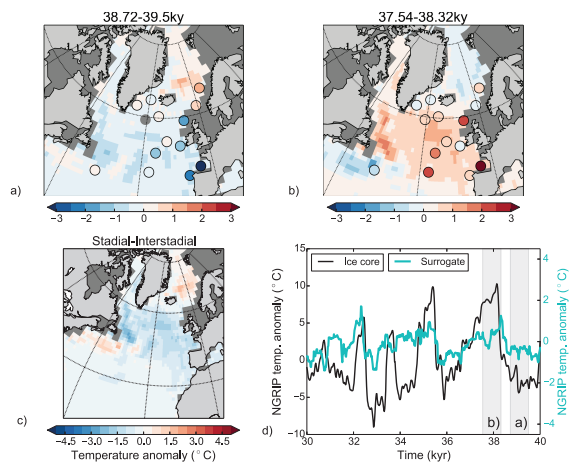 38.72-39.5ky
37.54-38.32ky
a)
b)
−3 −2 −1 0 1 2 3
−3 −2 −1 0 1 2 3
Stadial-Interstadial
c)
−4.5 −3.0 −1.5 0.0 1.5 3.0 4.5
Temperature anomaly (°C)
Ice core
Surrogate
NGRIP temp. anomaly (°C)
15
10
5
0
−5
−10
4
2
0
−2
−4
NGRIP temp. anomaly (°C)
b)
a)
30 32 34 36 38 40
d)
Time (kyr)